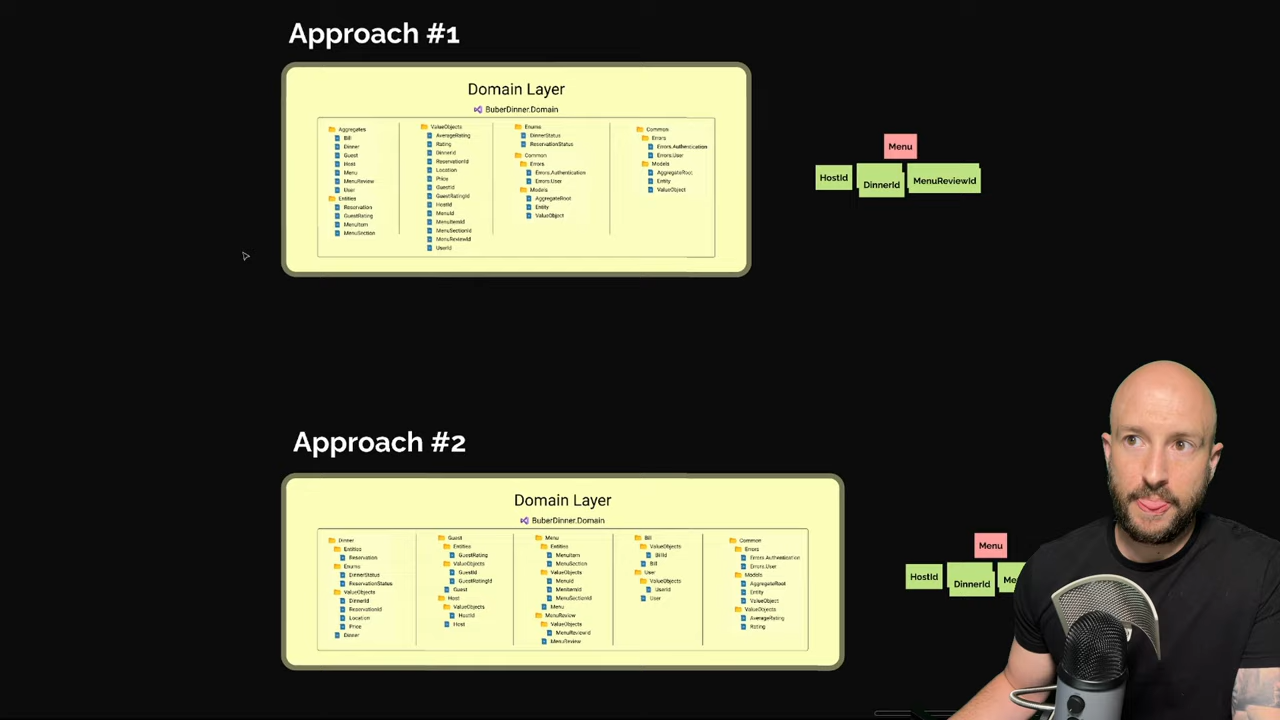 Approach #1
Domain Layer
BuberDinner.Domain
Aggregates
Bill
Dinner
Guest
Host
Menu
MenuReview
User
Entities
Reservation
GuestRating
MenuItem
MenuSection
ValueObjects
AverageRating
Rating
DinnerId
ReservationId
Location
Price
GuestId
GuestRatingId
HostId
MenuId
MenuItemId
MenuSectionId
MenuReviewId
UserId
Enums
DinnerStatus
ReservationStatus
Common
Errors
Errors.Authentication
Errors.User
Models
AggregateRoot
Entity
ValueObject
Common
Errors
Errors.Authentication
Errors.User
Models
AggregateRoot
Entity
ValueObject
Menu
HostId
DinnerId
MenuReviewId
Approach #2
Domain Layer
BuberDinner.Domain
Dinner
Entities
Reservation
Enums
DinnerStatus
ReservationStatus
ValueObjects
DinnerId
ReservationId
Location
Price
Dinner
Guest
Entities
GuestRating
ValueObjects
GuestId
GuestRatingId
Guest
Host
ValueObjects
HostId
Host
Menu
Entities
MenuItem
MenuSection
ValueObjects
MenuId
MenItemId
MenuSectionId
Menu
MenuReview
ValueObjects
MenuReviewId
MenuReview
Bill
ValueObjects
BillId
Bill
User
ValueObjects
UserId
User
Common
Errors
Errors.Authentication
Errors.User
Models
AggregateRoot
Entity
ValueObject
ValueObjects
AverageRating
Rating
Menu
HostId
DinnerId
Me